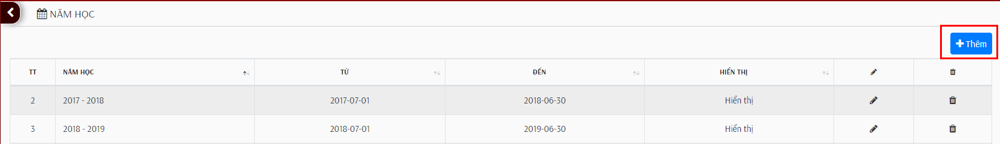 NĂM HỌC
Thêm
TT NĂM HỌC TỪ ĐẾN HIỂN THỊ
2 2017 - 2018 2017-07-01 2018-06-30 Hiển thị
3 2018 - 2019 2018-07-01 2019-06-30 Hiển thị